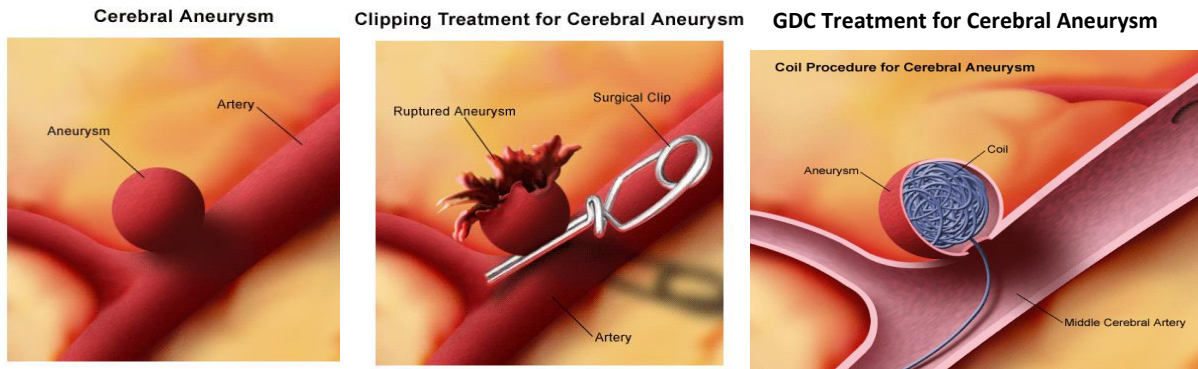 Cerebral Aneurysm
Artery
Aneurysm
Clipping Treatment for Cerebral Aneurysm
Surgical Clip
Ruptured Aneurysm
Artery
GDC Treatment for Cerebral Aneurysm
Coil Procedure for Cerebral Aneurysm
Coil
Aneurysm
Middle Cerebral Artery